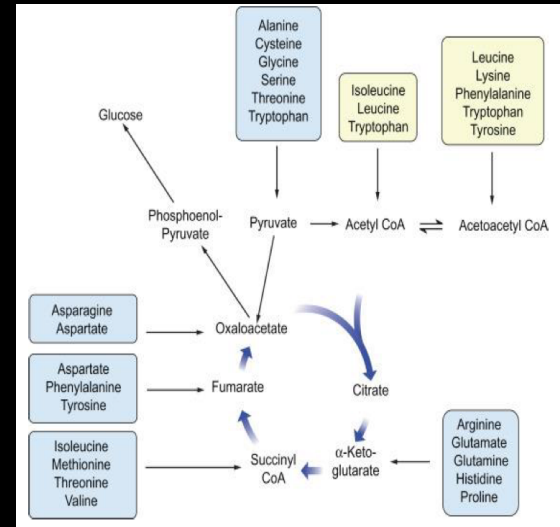 Alanine
Cysteine
Glycine
Serine
Threonine
Tryptophan
Isoleucine
Leucine
Tryptophan
Leucine
Lysine
Phenylalanine
Tryptophan
Tyrosine
Glucose
Phosphoenol-
Pyruvate
Pyruvate
Acetyl CoA
Acetoacetyl CoA
Asparagine
Aspartate
Oxaloacetate
Aspartate
Phenylalanine
Tyrosine
Fumarate
Citrate
Isoleucine
Methionine
Threonine
Valine
Succinyl
CoA
α-Keto-
glutarate
Arginine
Glutamate
Glutamine
Histidine
Proline